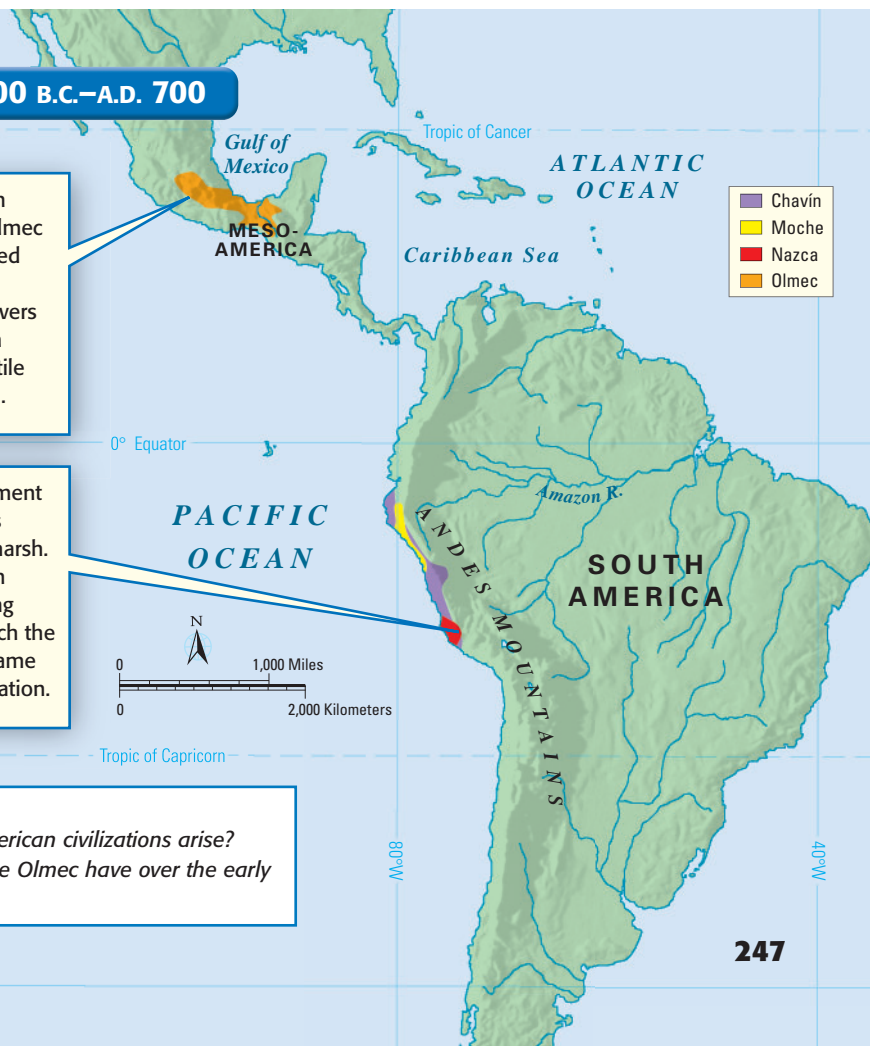 00 B.C.–A.D. 700
Gulf of
Mexico
Tropic of Cancer
ATLANTIC
OCEAN
Chavín
Moche
Nazca
Olmec
lmec
ed
vers
tile
.
MESO-
AMERICA
Caribbean Sea
0° Equator
ment
s
harsh.
ng
ch the
ame
ation.
PACIFIC
OCEAN
Amazon R.
ANDES MOUNTAINS
SOUTH
AMERICA
N
0 1,000 Miles
0 2,000 Kilometers
Tropic of Capricorn
erican civilizations arise?
e Olmec have over the early
80°W
40°W
247